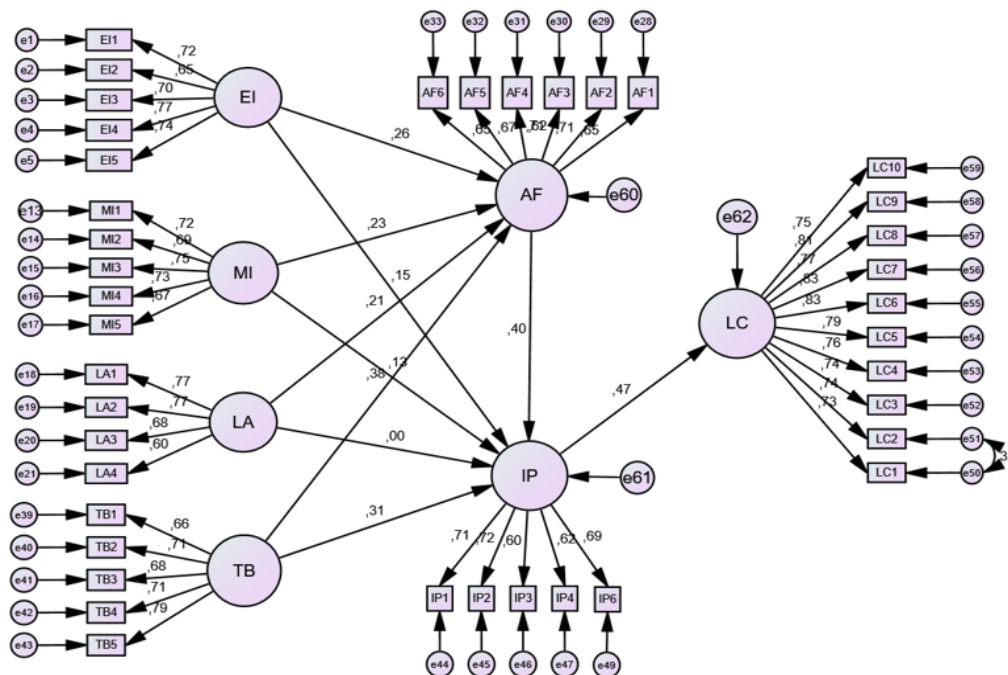 e1 EI1 ,72
e2 EI2 ,65
e3 EI3 ,70
e4 EI4 ,77
e5 EI5 ,74
EI
e33 e32 e31 e30 e29 e28
AF6 AF5 AF4 AF3 AF2 AF1
,65 ,67 ,71 ,65
AF
e60
,26
e13 MI1 ,72
e14 MI2 ,69
e15 MI3 ,75
e16 MI4 ,73
e17 MI5 ,67
MI
,23
,15
,21
,40
,38 ,13
e18 LA1 ,77
e19 LA2 ,77
e20 LA3 ,68
e21 LA4 ,60
LA
,00
e39 TB1 ,66
e40 TB2 ,71
e41 TB3 ,68
e42 TB4 ,71
e43 TB5 ,79
TB
,31
IP
e61
,71 ,72 ,60 ,62 ,69
IP1 IP2 IP3 IP4 IP6
e44 e45 e46 e47 e49
,47
e62
LC
,75 LC10 e59
,81 LC9 e58
,77 LC8 e57
,83 LC7 e56
,83 LC6 e55
,79 LC5 e54
,76 LC4 e53
,74 LC3 e52
,74 LC2 e51
,73 LC1 e50
,3